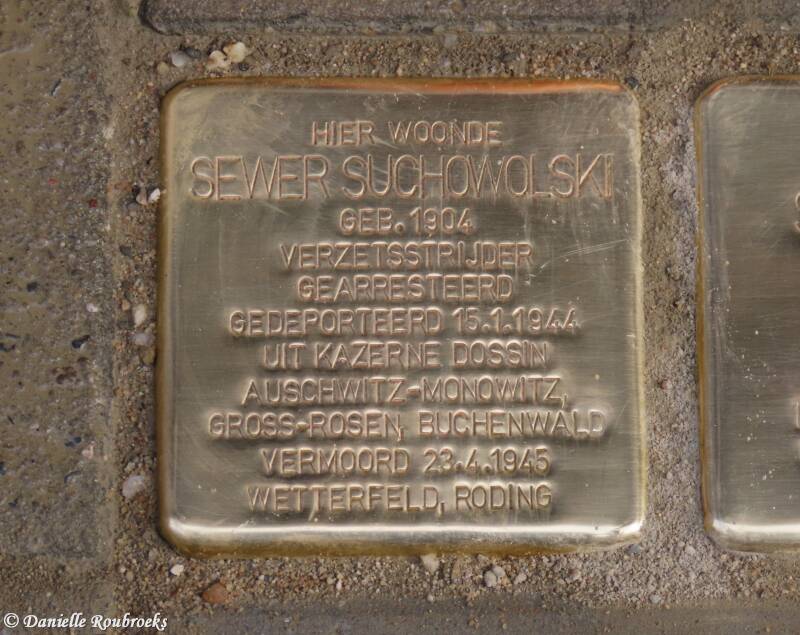 HIER WOONDE
SEWER SUCHOWOLSKI
GEB. 1904
VERZETSSTRIJDER
GEARRESTEERD
GEDEPORTEERD 15.1.1944
UIT KAZERNE DOSSIN
AUSCHWITZ-MONOWITZ,
GROSS-ROSEN, BUCHENWALD
VERMOORD 23.4.1945
WETTERFELD, RODING
© Danielle Roubroeks